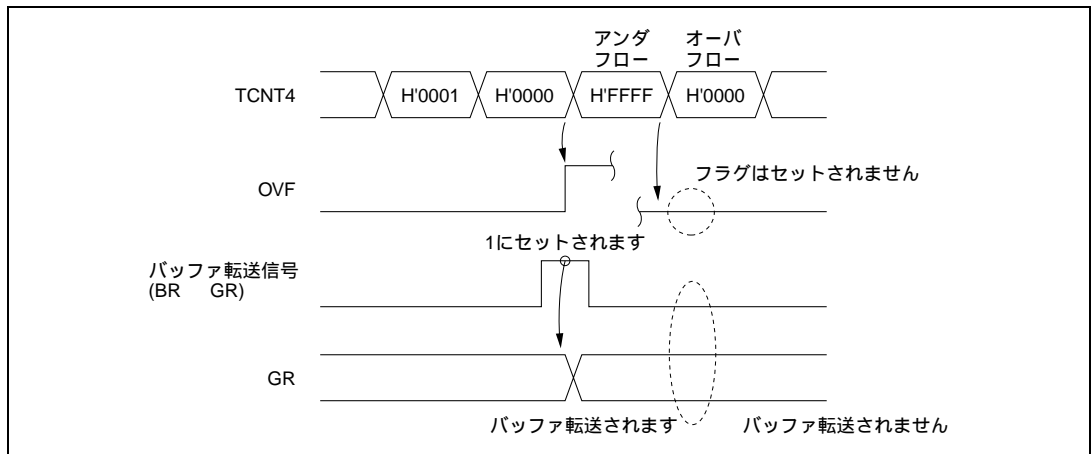 アンダ
フロー
オーバ
フロー
TCNT4
H'0001
H'0000
H'FFFF
H'0000
OVF
フラグはセットされません
1にセットされます
バッファ転送信号
(BR GR)
GR
バッファ転送されます
バッファ転送されません